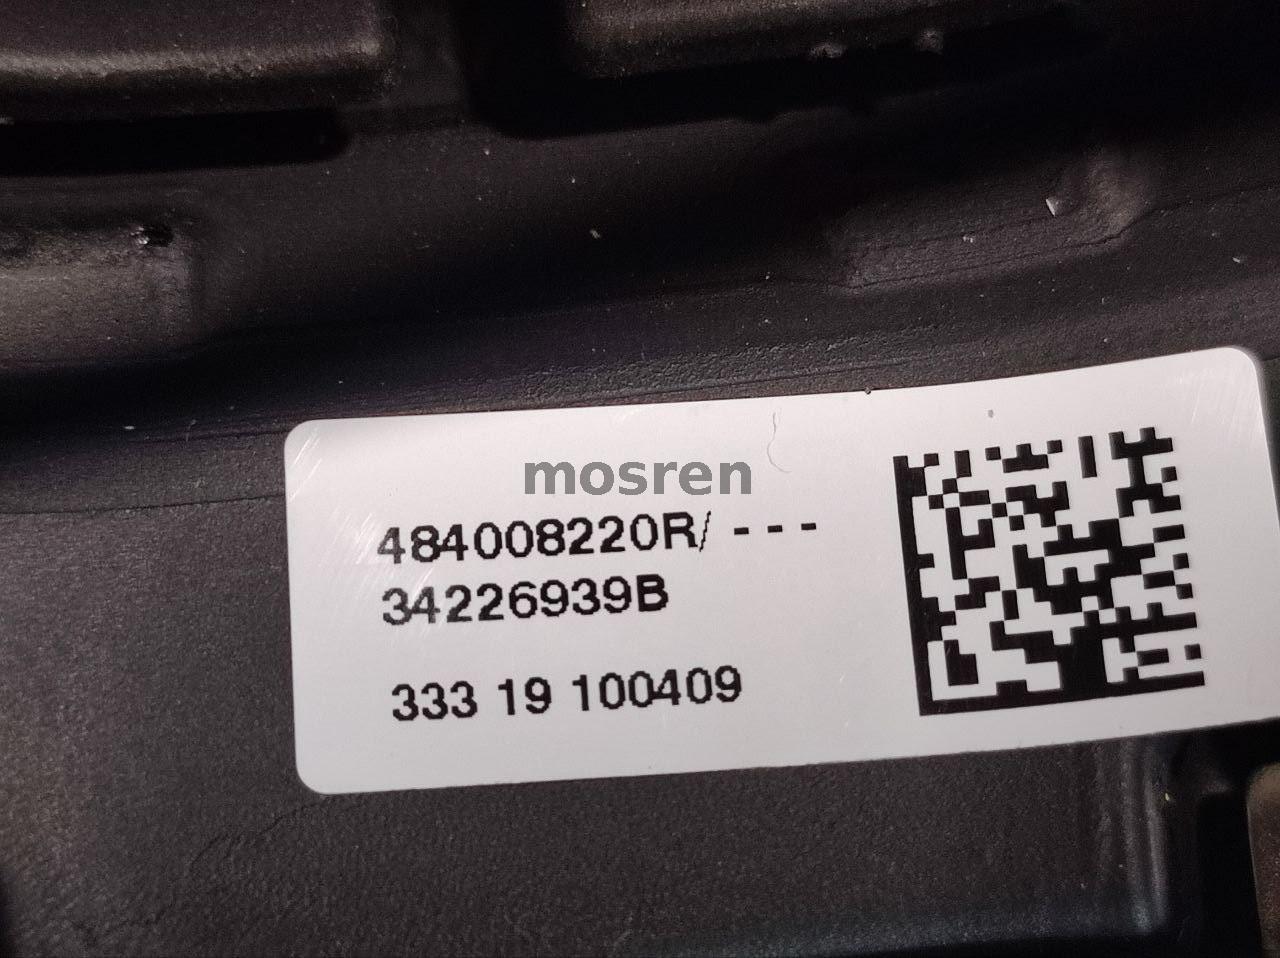 mosren
484008220R/ ---
34226939B
333 19 100409